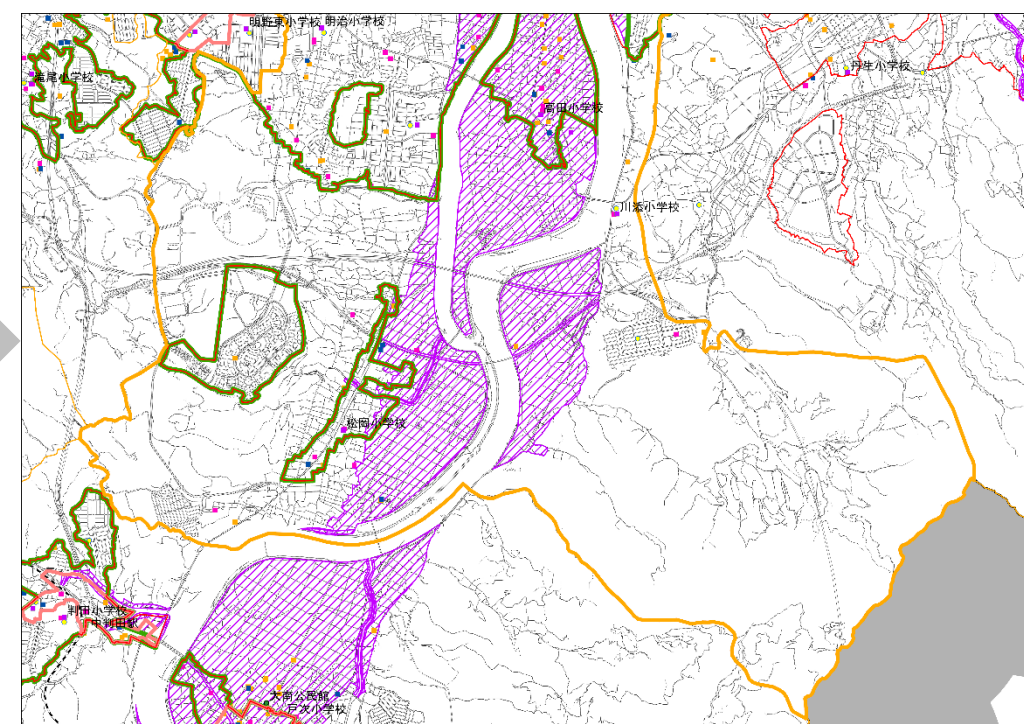 明野東小学校
明治小学校
滝尾小学校
丹生小学校
高田小学校
川添小学校
松岡小学校
判田小学校
中判田駅
大南公民館
戸次小学校